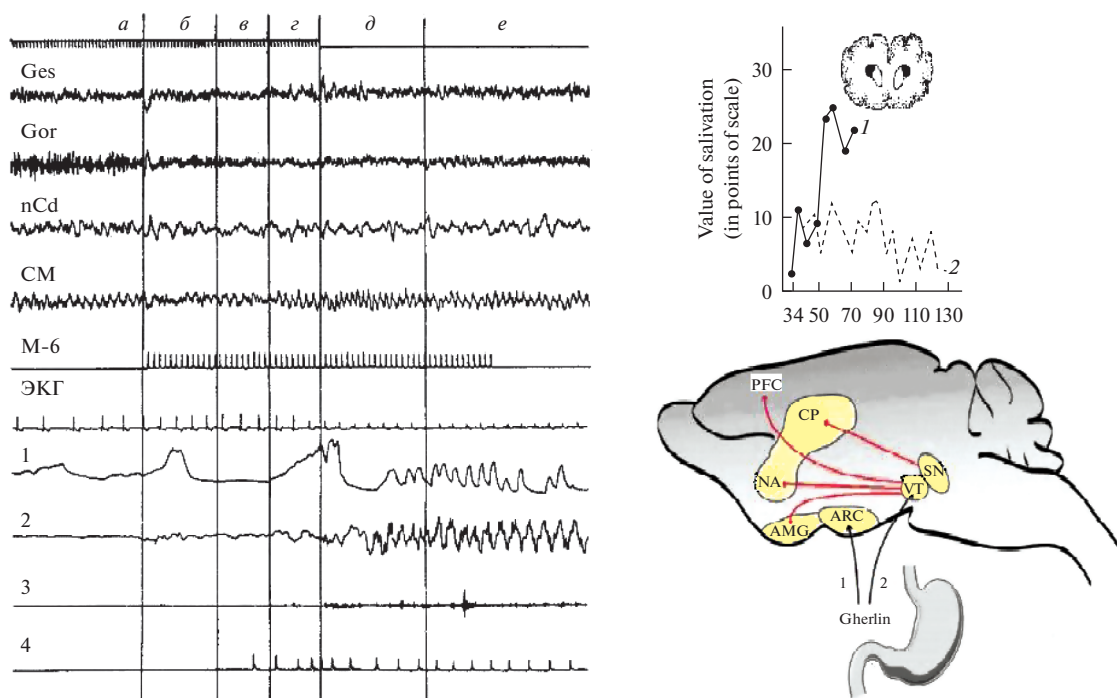 а б в г д е
Ges
Gor
nCd
CM
M-6
ЭКГ
1
2
3
4
Value of salivation
(in points of scale)
30
20
10
0
1
2
34 50 70 90 110 130
PFC
CP
SN
NA
VT
ARC
AMG
1 2
Gherlin